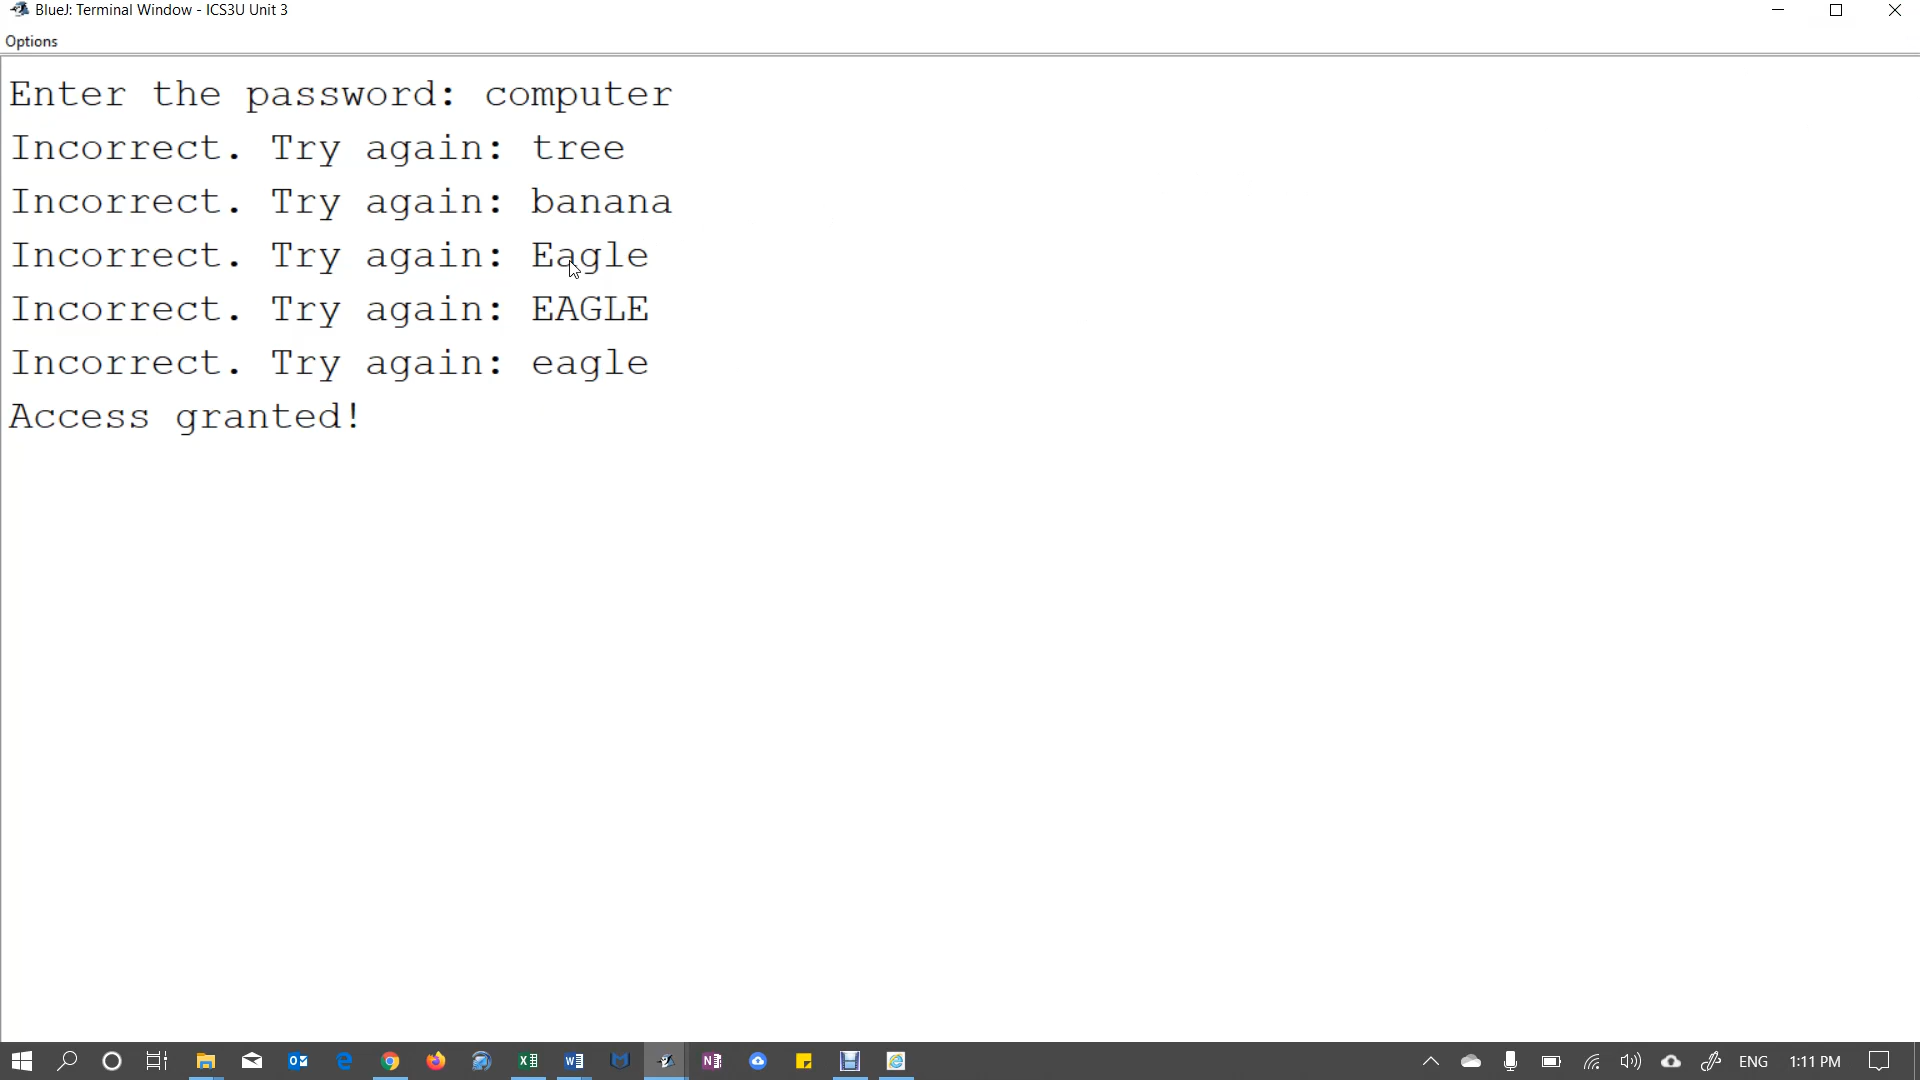 BlueJ: Terminal Window - ICS3U Unit 3
Options
Enter the password: computer
Incorrect. Try again: tree
Incorrect. Try again: banana
Incorrect. Try again: Eagle
Incorrect. Try again: EAGLE
Incorrect. Try again: eagle
Access granted!
ENG 1:11 PM